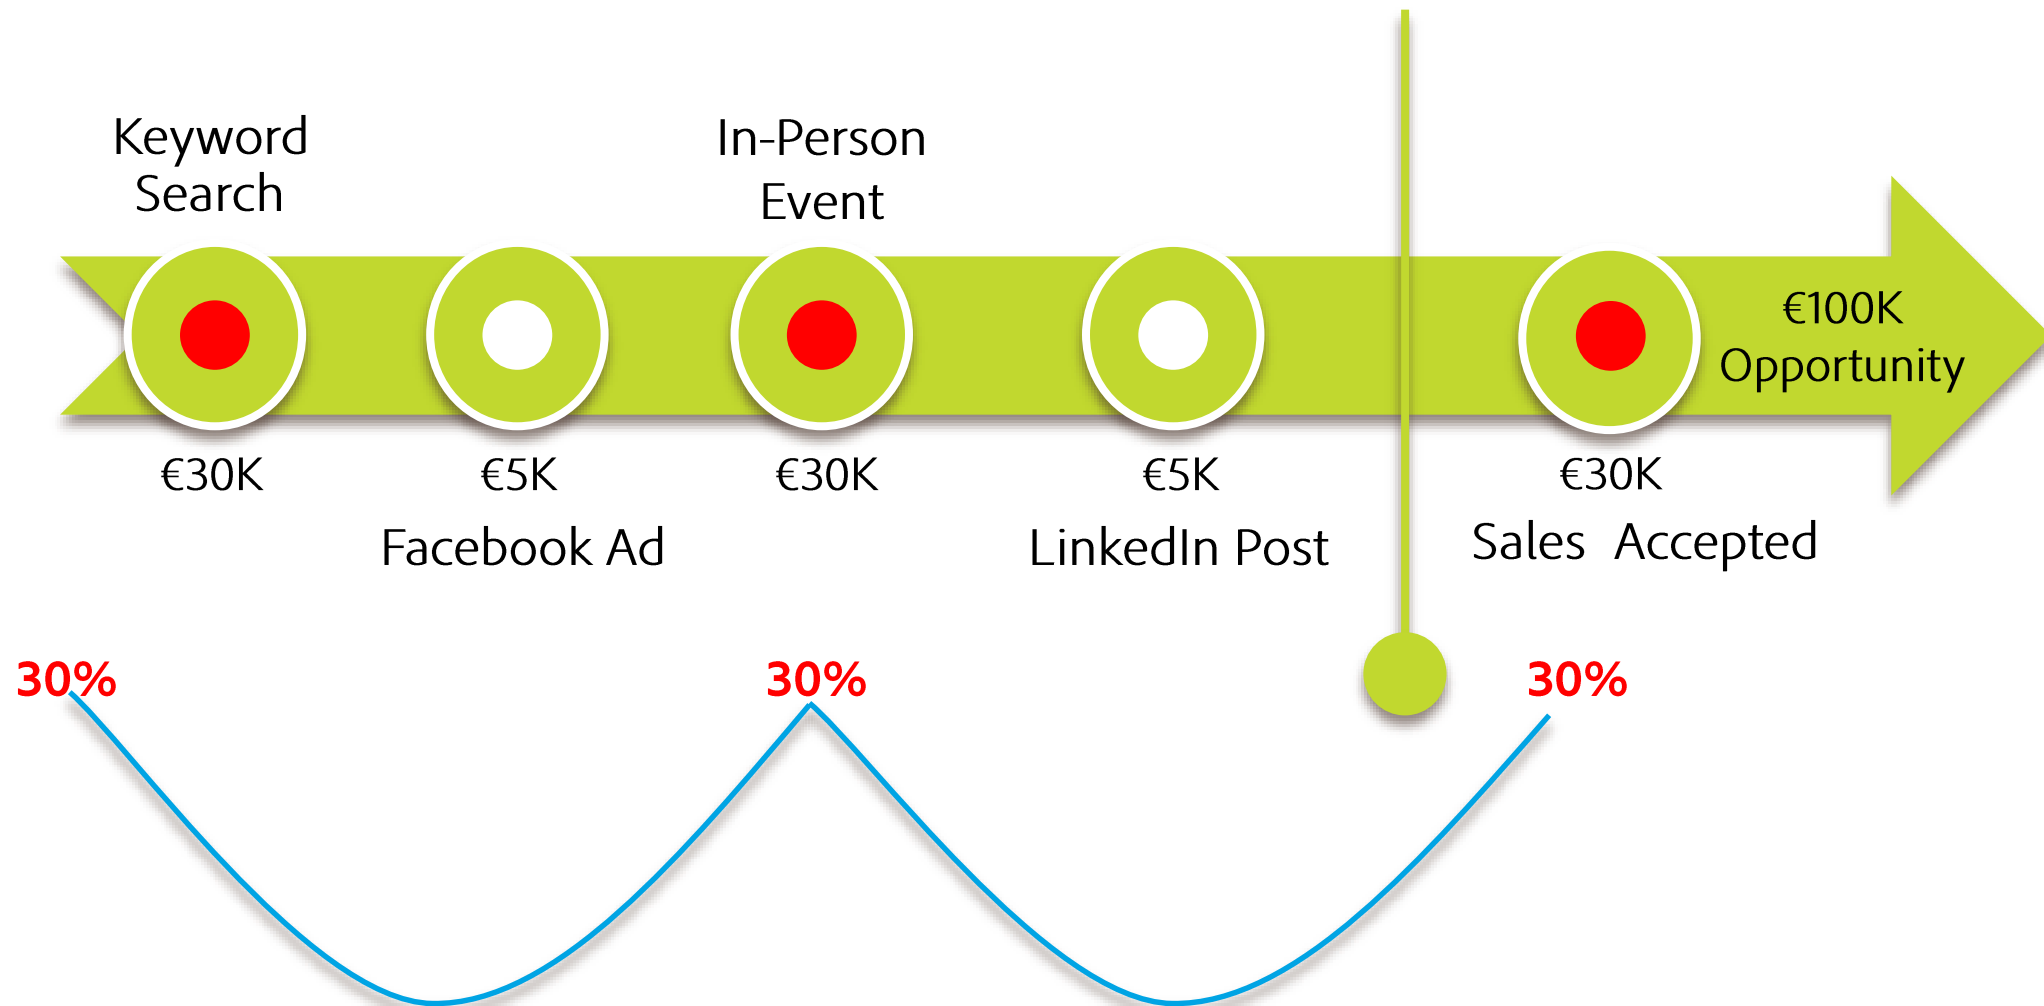 Keyword
Search
In-Person
Event
€100K
Opportunity
€30K
€5K
€30K
€5K
€30K
Facebook Ad
LinkedIn Post
Sales Accepted
30%
30%
30%